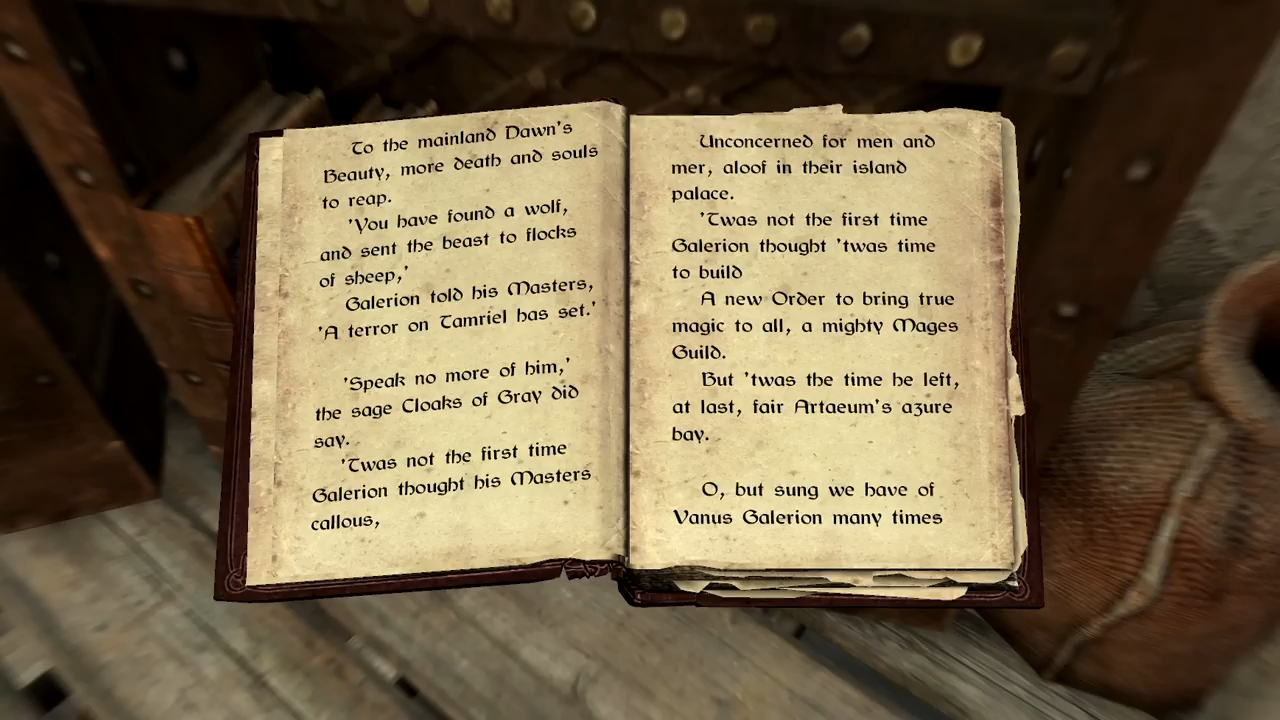 To the mainland Dawn's
Beauty, more death and souls
to reap.
'You have found a wolf,
and sent the beast to flocks
of sheep,'
Galerion told his Masters,
'A terror on Tamriel has set.'
'Speak no more of him,'
the sage Cloaks of Gray did
say.
'Twas not the first time
Galerion thought his Masters
callous,
Unconcerned for men and
mer, aloof in their island
palace.
'Twas not the first time
Galerion thought 'twas time
to build
A new Order to bring true
magic to all, a mighty Mages
Guild.
But 'twas the time he left,
at last, fair Artaeum's azure
bay.
O, but sung we have of
Vanus Galerion many times